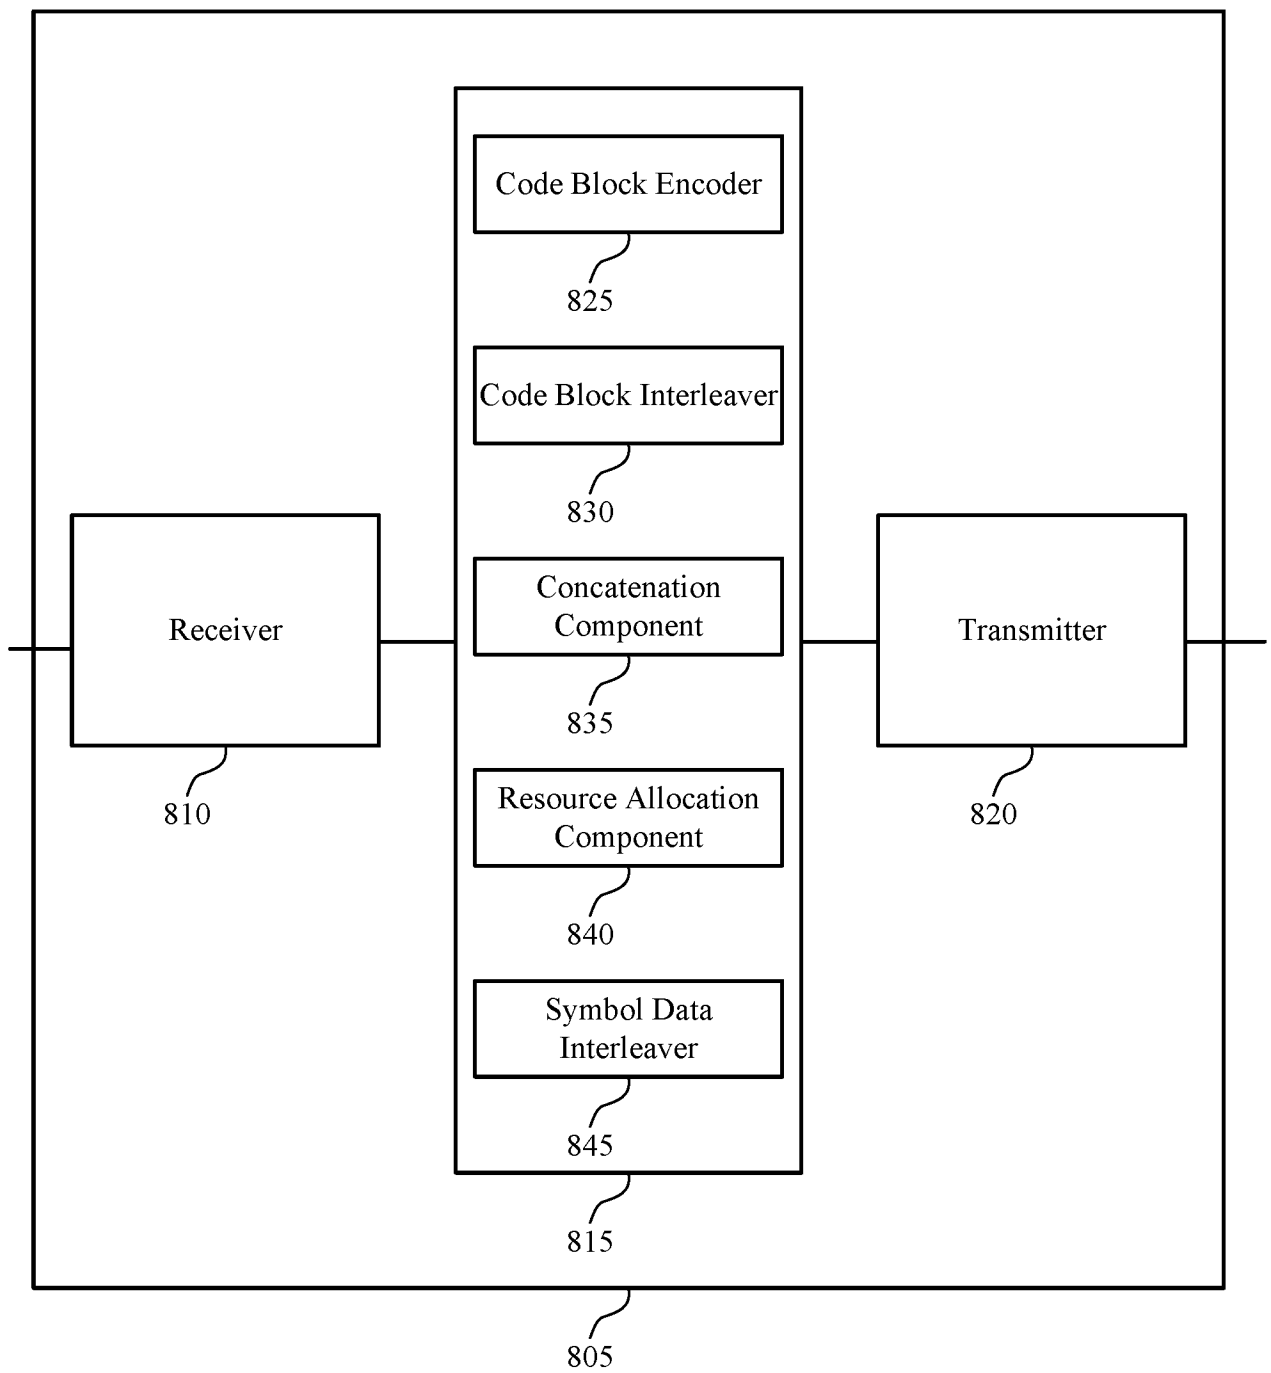 Code Block Encoder
825
Code Block Interleaver
830
Concatenation
Component
835
Receiver
810
Transmitter
820
Resource Allocation
Component
840
Symbol Data
Interleaver
845
815
805